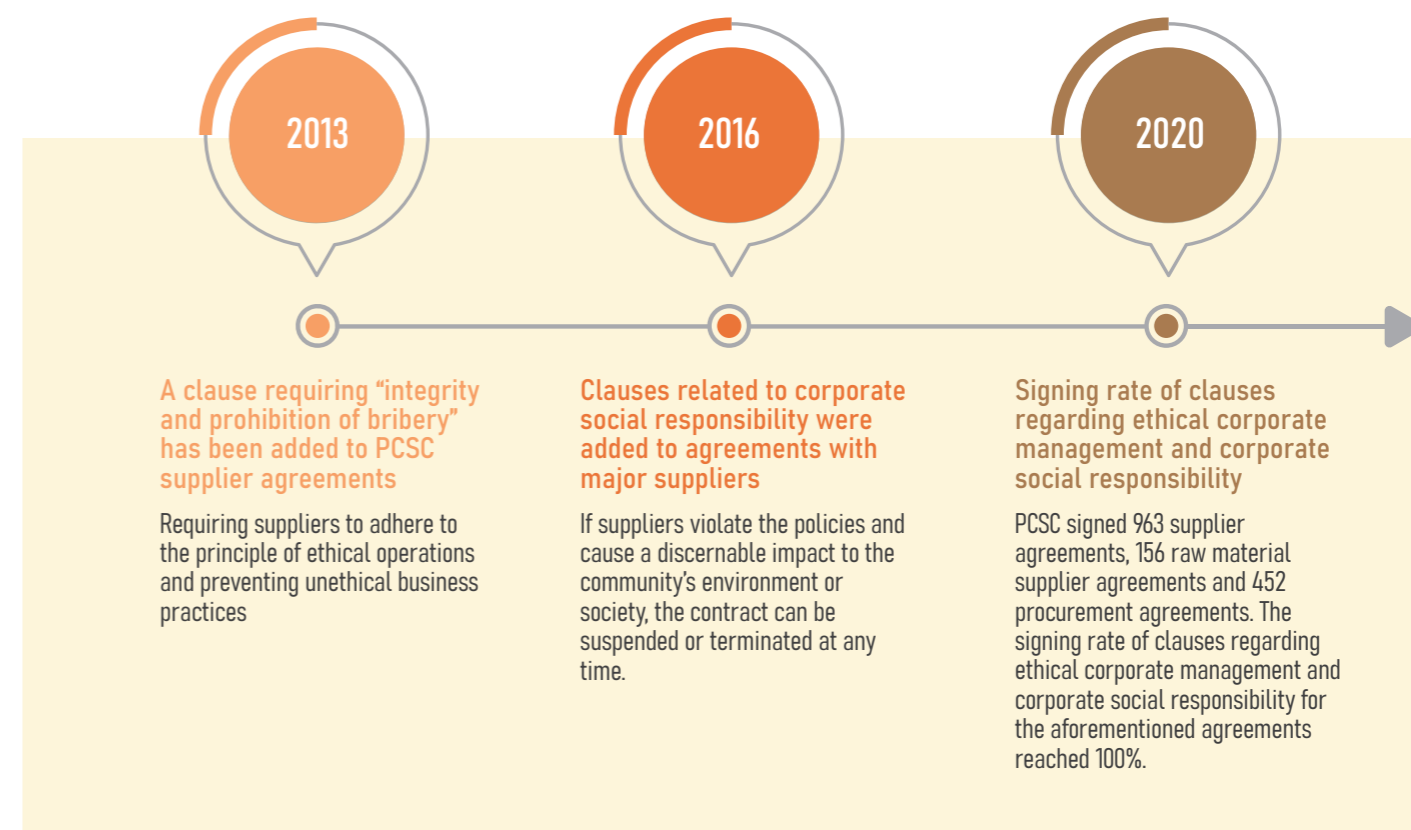 2013
A clause requiring “integrity
and prohibition of bribery”
has been added to PCSC
supplier agreements
Requiring suppliers to adhere to
the principle of ethical operations
and preventing unethical business
practices
2016
Clauses related to corporate
social responsibility were
added to agreements with
major suppliers
If suppliers violate the policies and
cause a discernable impact to the
community’s environment or
society, the contract can be
suspended or terminated at any
time.
2020
Signing rate of clauses
regarding ethical corporate
management and corporate
social responsibility
PCSC signed 963 supplier
agreements, 156 raw material
supplier agreements and 452
procurement agreements. The
signing rate of clauses regarding
ethical corporate management and
corporate social responsibility for
the aforementioned agreements
reached 100%.